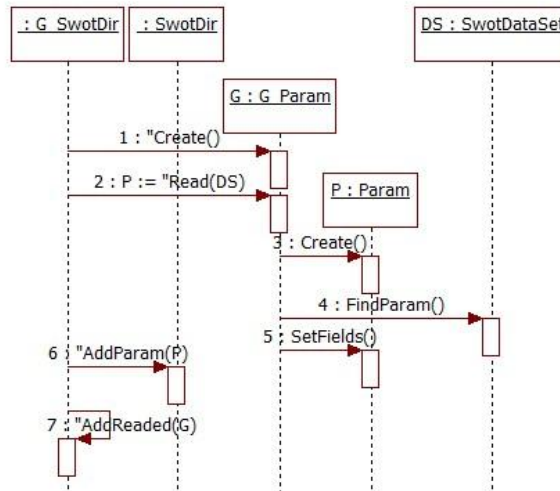 : G_SwotDir
: SwotDir
DS : SwotDataSet
G : G_Param
1 : "Create()
2 : P := "Read(DS)
P : Param
3 : Create()
4 : FindParam()
5 : SetFields()
6 : "AddParam(P)
7 : "AddReaded(G)